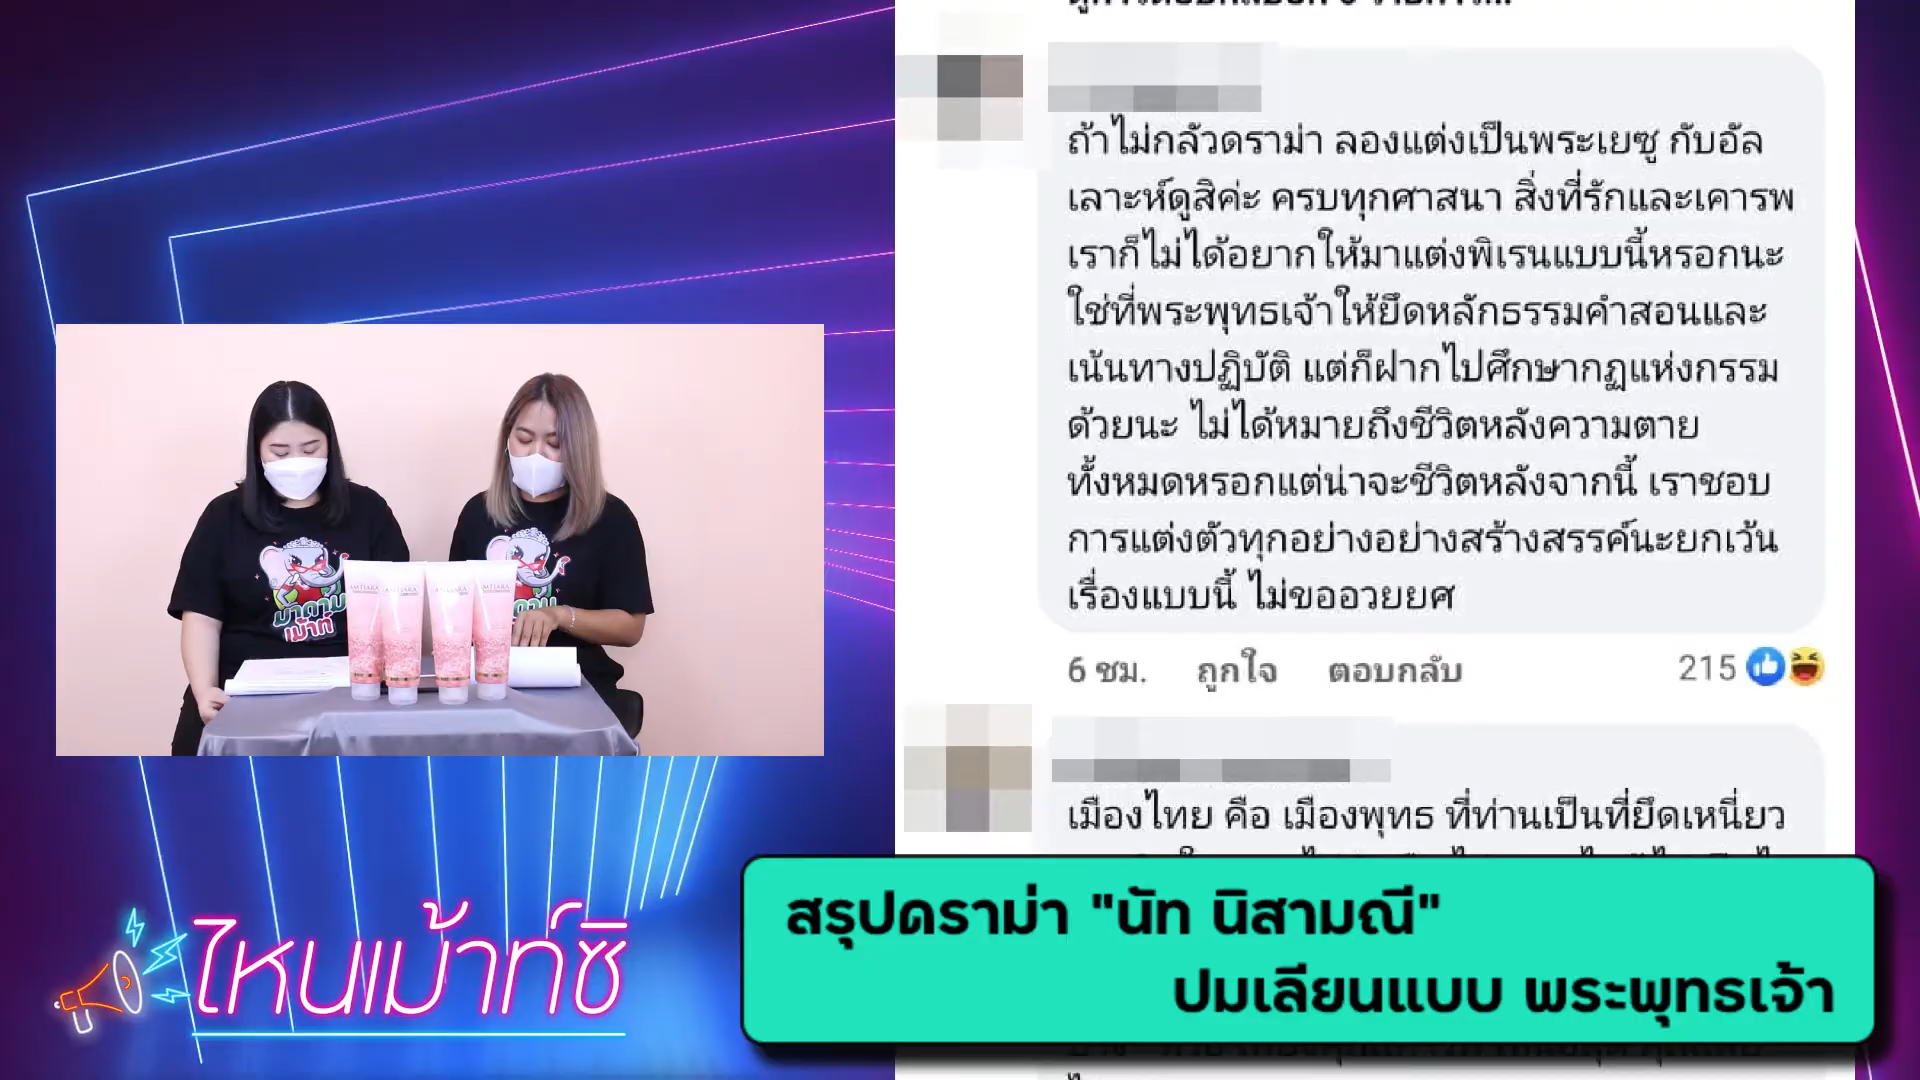 ถ้าไม่กลัวดราม่า ลองแต่งเป็นพระเยซู กับอัล
เลาะห์ดูสิค่ะ ครบทุกศาสนา สิ่งที่รักและเคารพ
เราก็ไม่ได้อยากให้มาแต่งพิเรนแบบนี้หรอกนะ
ใช่ที่พระพุทธเจ้าให้ยึดหลักธรรมคำสอนและ
เน้นทางปฏิบัติ แต่ก็ฝากไปศึกษากฏแห่งกรรม
ด้วยนะ ไม่ได้หมายถึงชีวิตหลังความตาย
ทั้งหมดหรอกแต่น่าจะชีวิตหลังจากนี้ เราชอบ
การแต่งตัวทุกอย่างอย่างสร้างสรรค์นะยกเว้น
เรื่องแบบนี้ ไม่ขออวยยศ
6 ชม. ถูกใจ ตอบกลับ 215
เมืองไทย คือ เมืองพุทธ ที่ท่านเป็นที่ยึดเหนี่ยว
มาดาม
เม้าท์
AMTIARA
AMTIARA
AMTIARA
AMTIARA
ไหนเม้าท์ซิ
สรุปดราม่า "นัท นิสามณี"
ปมเลียนแบบ พระพุทธเจ้า